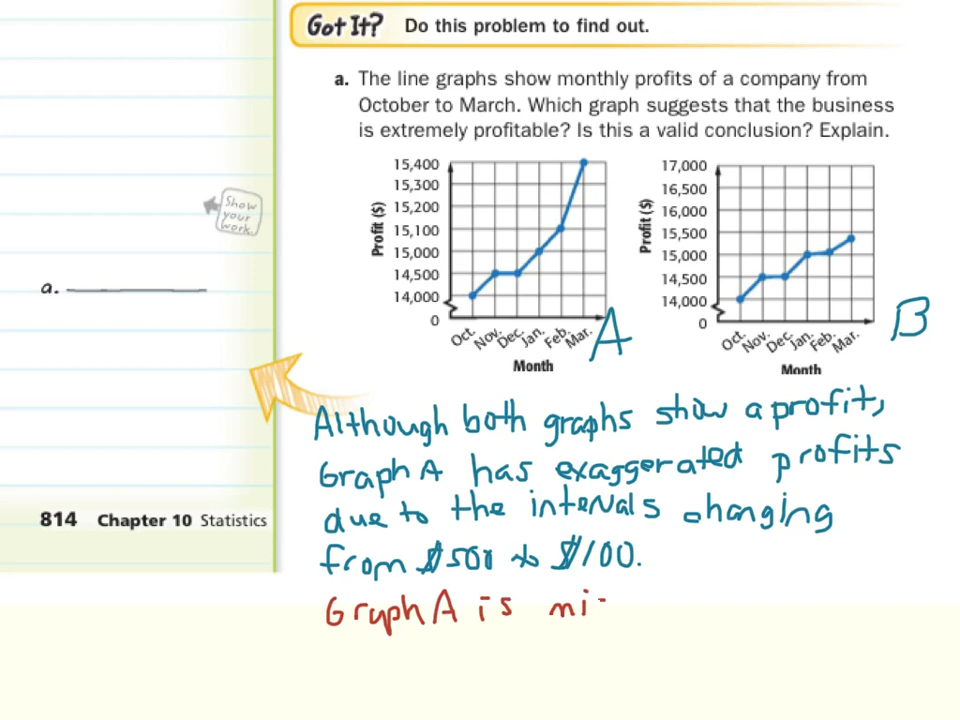 Got It? Do this problem to find out.
a. The line graphs show monthly profits of a company from
October to March. Which graph suggests that the business
is extremely profitable? Is this a valid conclusion? Explain.
Show
your
work.
a.
Profit ($)
15,400
15,300
15,200
15,100
15,000
14,500
14,000
0
Oct. Nov. Dec. Jan. Feb. Mar.
Month
A
Profit ($)
17,000
16,500
16,000
15,500
15,000
14,500
14,000
0
Oct. Nov. Dec. Jan. Feb. Mar.
Month
B
Although both graphs show a profit,
Graph A has exaggerated profits
due to the intervals changing
from $500 to $100.
Graph A is mi
814 Chapter 10 Statistics